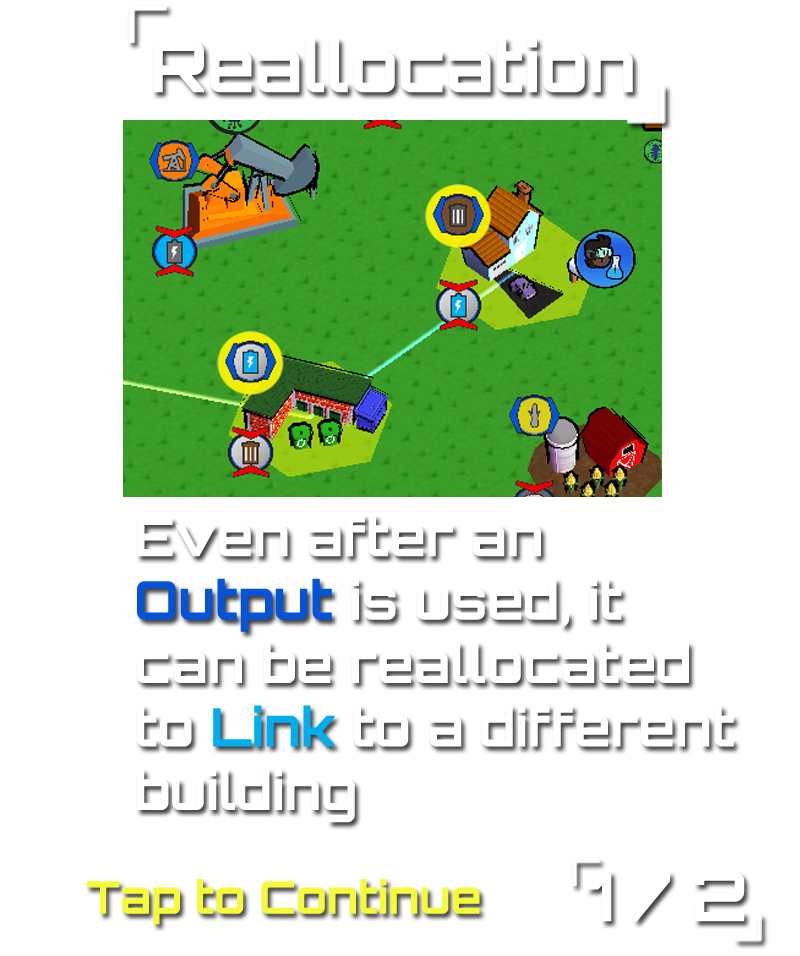 Reallocation
Even after an
Output is used, it
can be reallocated
to Link to a different
building
Tap to Continue
1 / 2